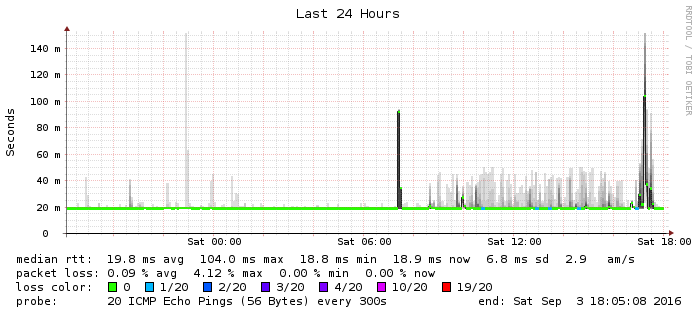 Last 24 Hours
RRDTOOL / TOBI OETIKER
Seconds
140 m
120 m
100 m
80 m
60 m
40 m
20 m
0
Sat 00:00 Sat 06:00 Sat 12:00 Sat 18:00
median rtt: 19.8 ms avg 104.0 ms max 18.8 ms min 18.9 ms now 6.8 ms sd 2.9 am/s
packet loss: 0.09 % avg 4.12 % max 0.00 % min 0.00 % now
loss color: 0 1/20 2/20 3/20 4/20 10/20 19/20
probe: 20 ICMP Echo Pings (56 Bytes) every 300s end: Sat Sep 3 18:05:08 2016